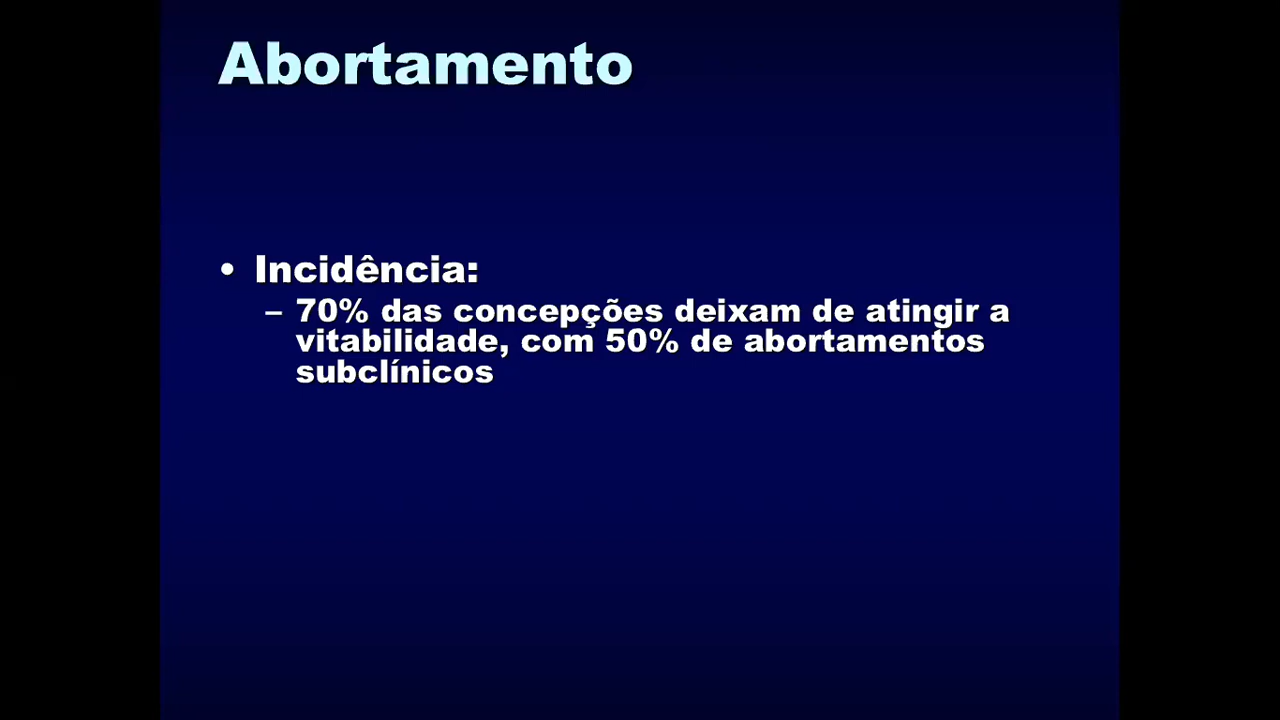 Abortamento
• Incidência:
– 70% das concepções deixam de atingir a
vitabilidade, com 50% de abortamentos
subclínicos